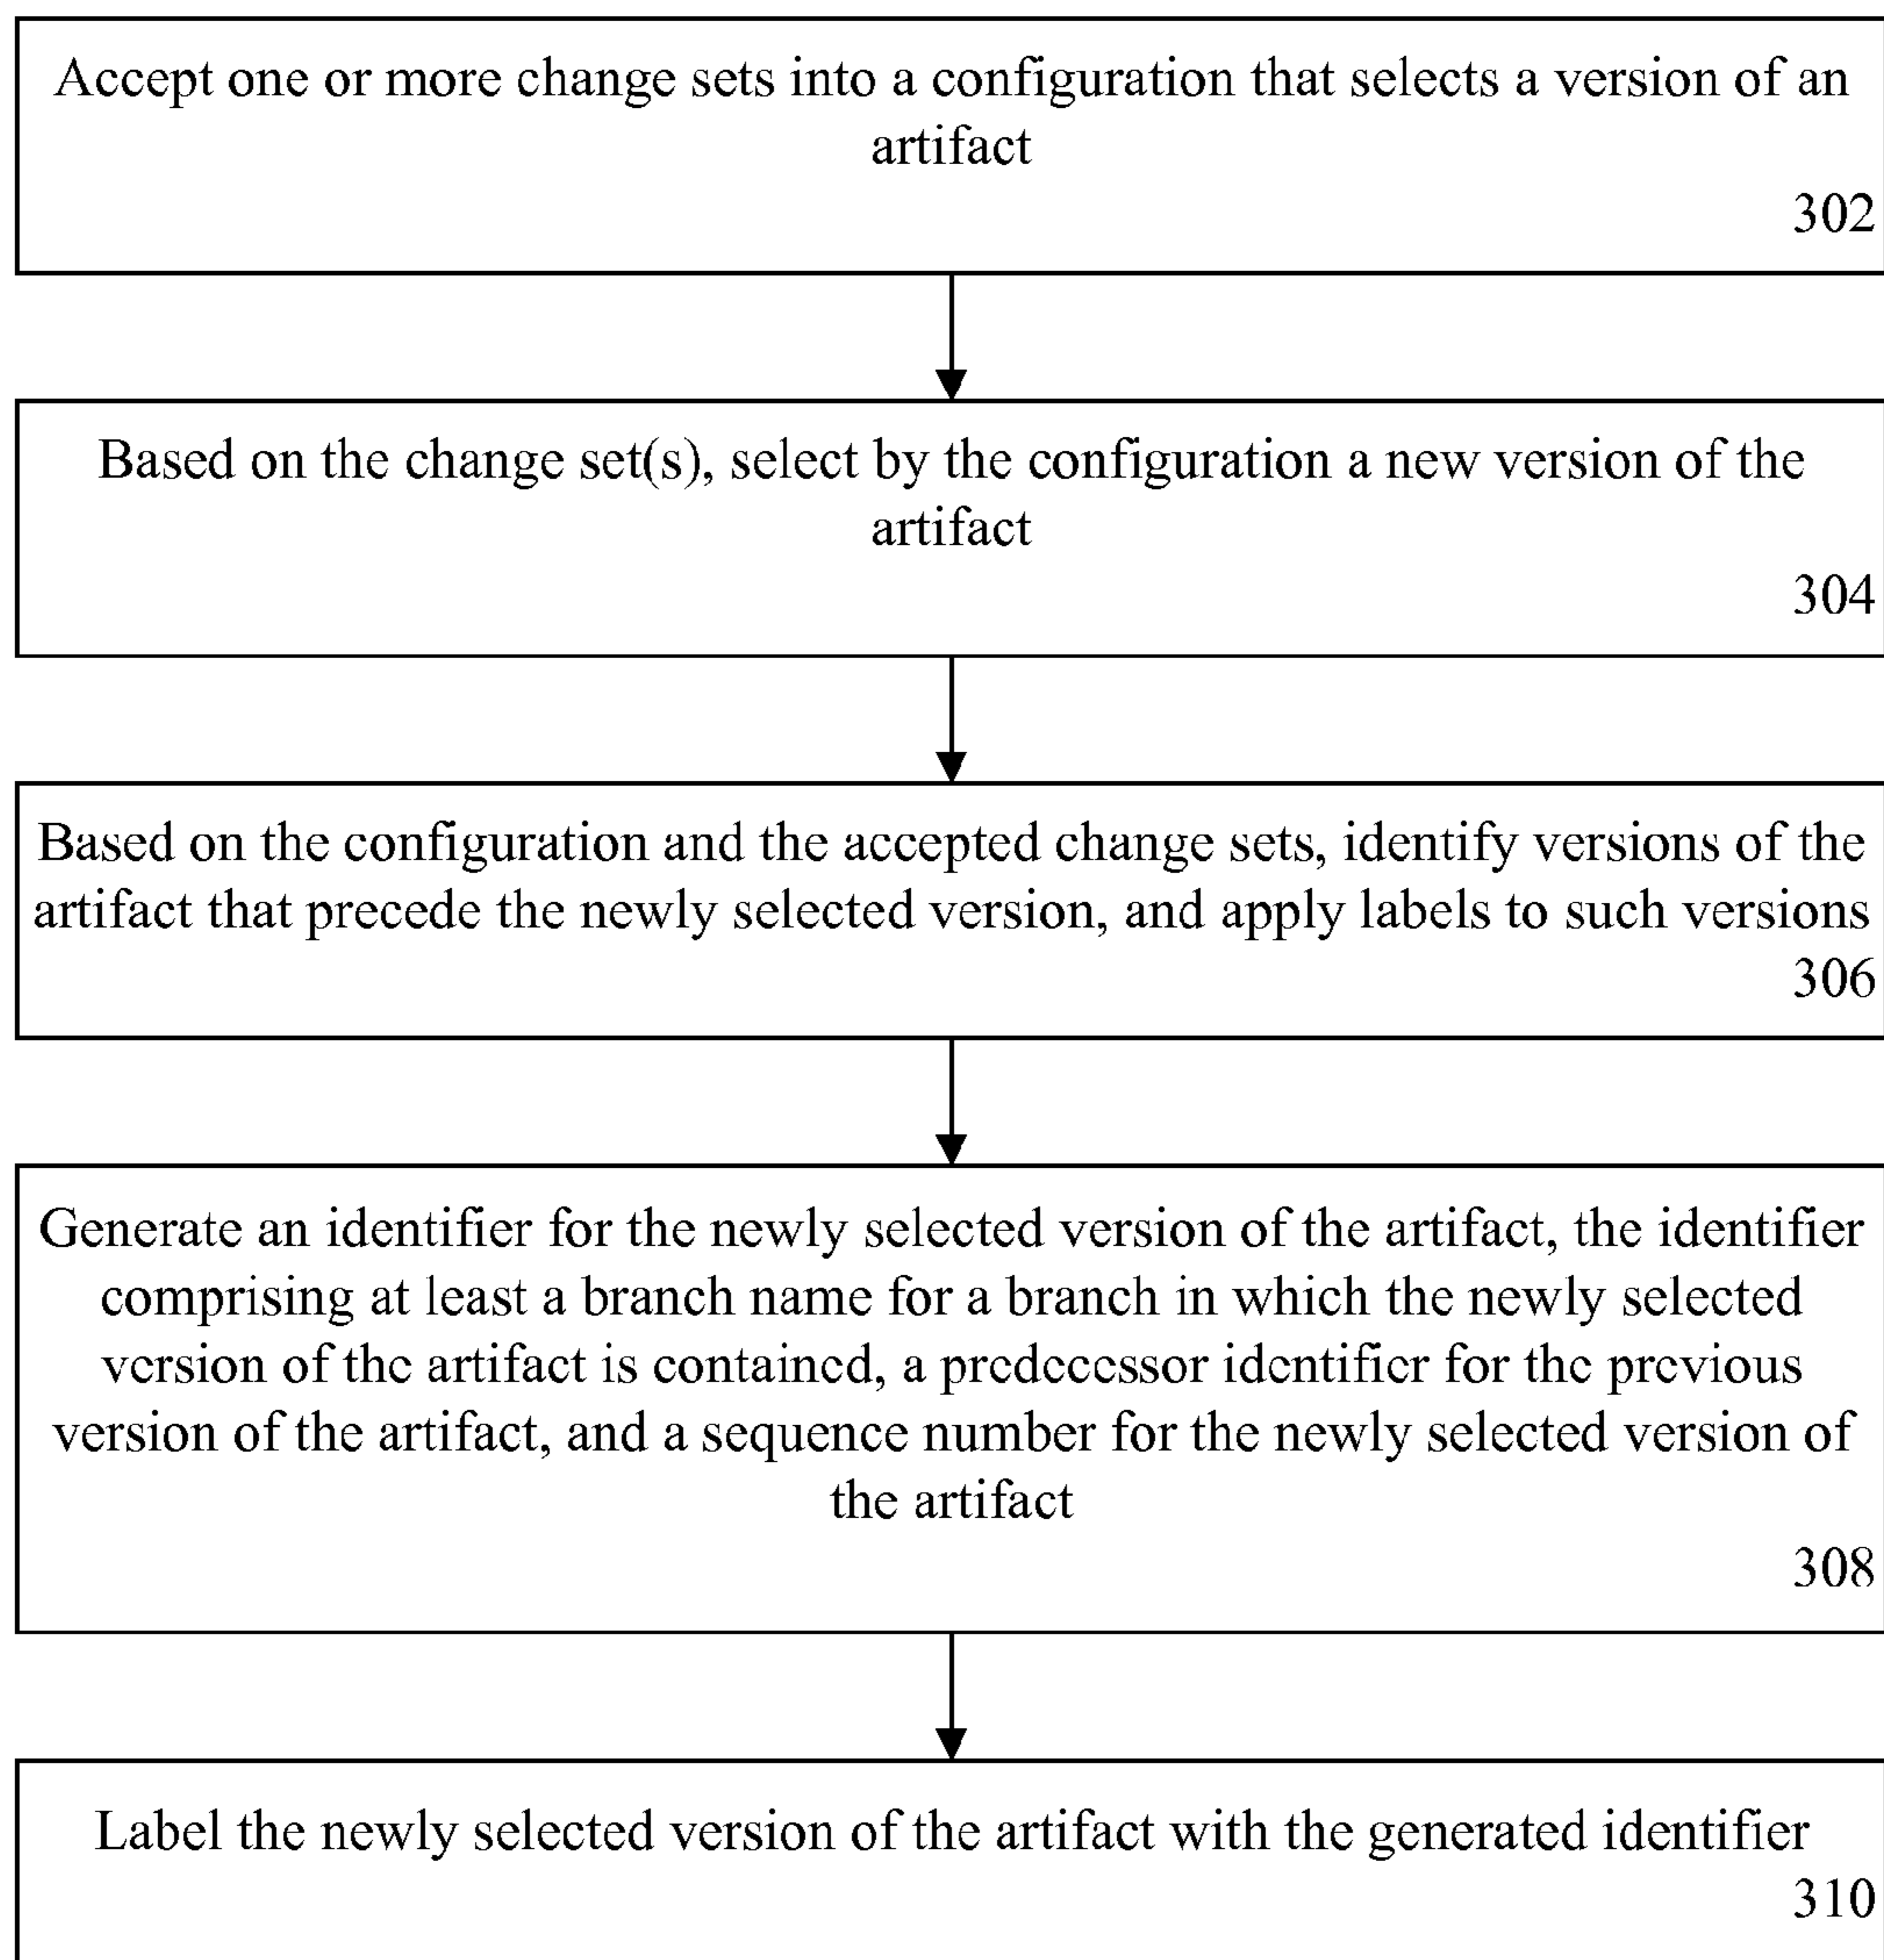 Accept one or more change sets into a configuration that selects a version of an
artifact
302
Based on the change set(s), select by the configuration a new version of the
artifact
304
Based on the configuration and the accepted change sets, identify versions of the
artifact that precede the newly selected version, and apply labels to such versions
306
Generate an identifier for the newly selected version of the artifact, the identifier
comprising at least a branch name for a branch in which the newly selected
version of the artifact is contained, a predecessor identifier for the previous
version of the artifact, and a sequence number for the newly selected version of
the artifact
308
Label the newly selected version of the artifact with the generated identifier
310